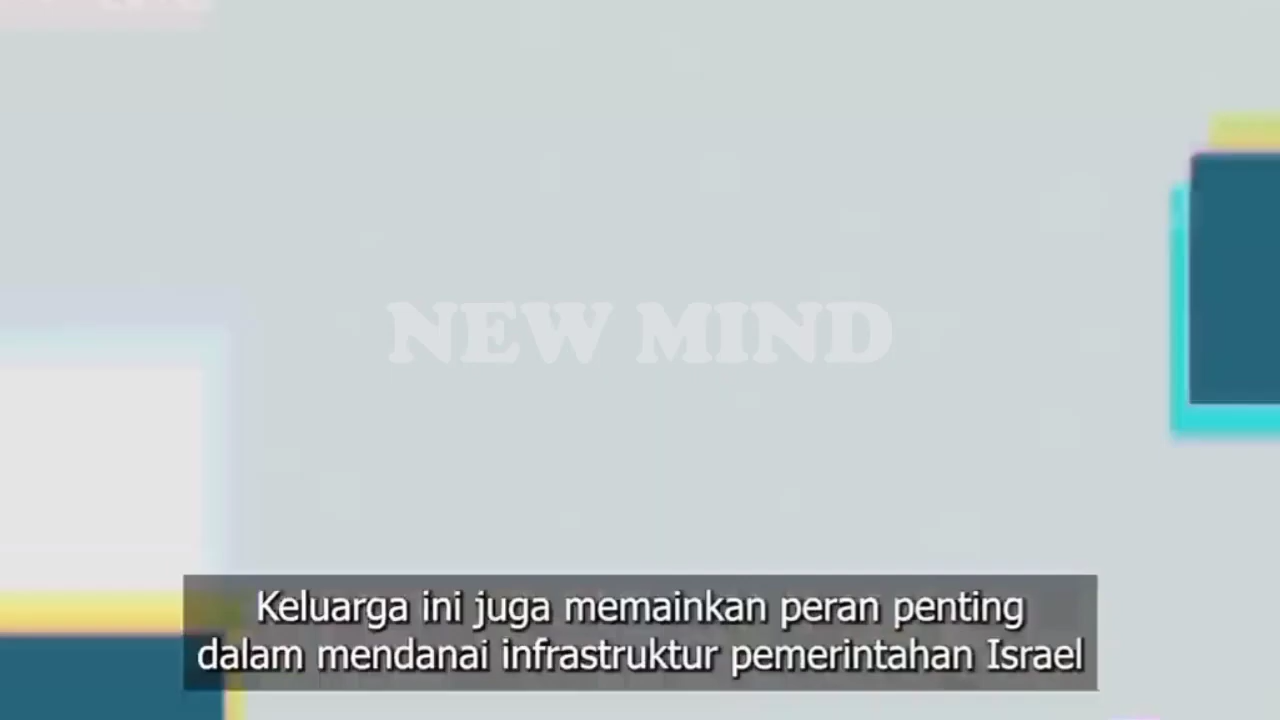 NEW MIND
Keluarga ini juga memainkan peran penting
dalam mendanai infrastruktur pemerintahan Israel